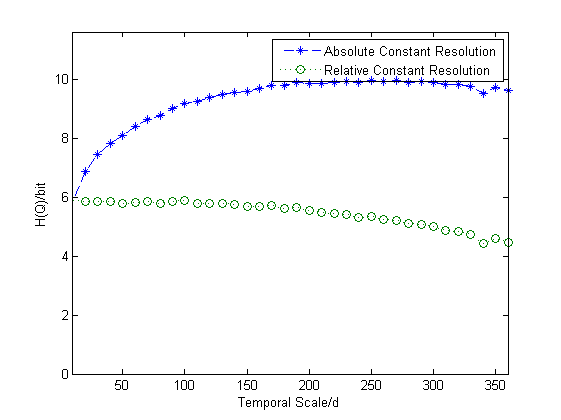 Absolute Constant Resolution
Relative Constant Resolution
H(Q)/bit
10
8
6
4
2
0
50 100 150 200 250 300 350
Temporal Scale/d